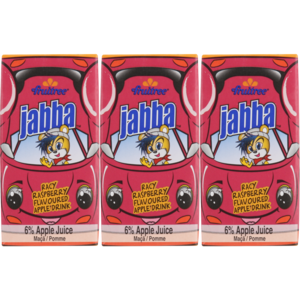 fruitree
jabba
RACY
RASPBERRY
FLAVOURED
APPLE DRINK
6% Apple Juice
Maçã / Pomme
fruitree
jabba
RACY
RASPBERRY
FLAVOURED
APPLE DRINK
6% Apple Juice
Maçã / Pomme
fruitree
jabba
RACY
RASPBERRY
FLAVOURED
APPLE DRINK
6% Apple Juice
Maçã / Pomme